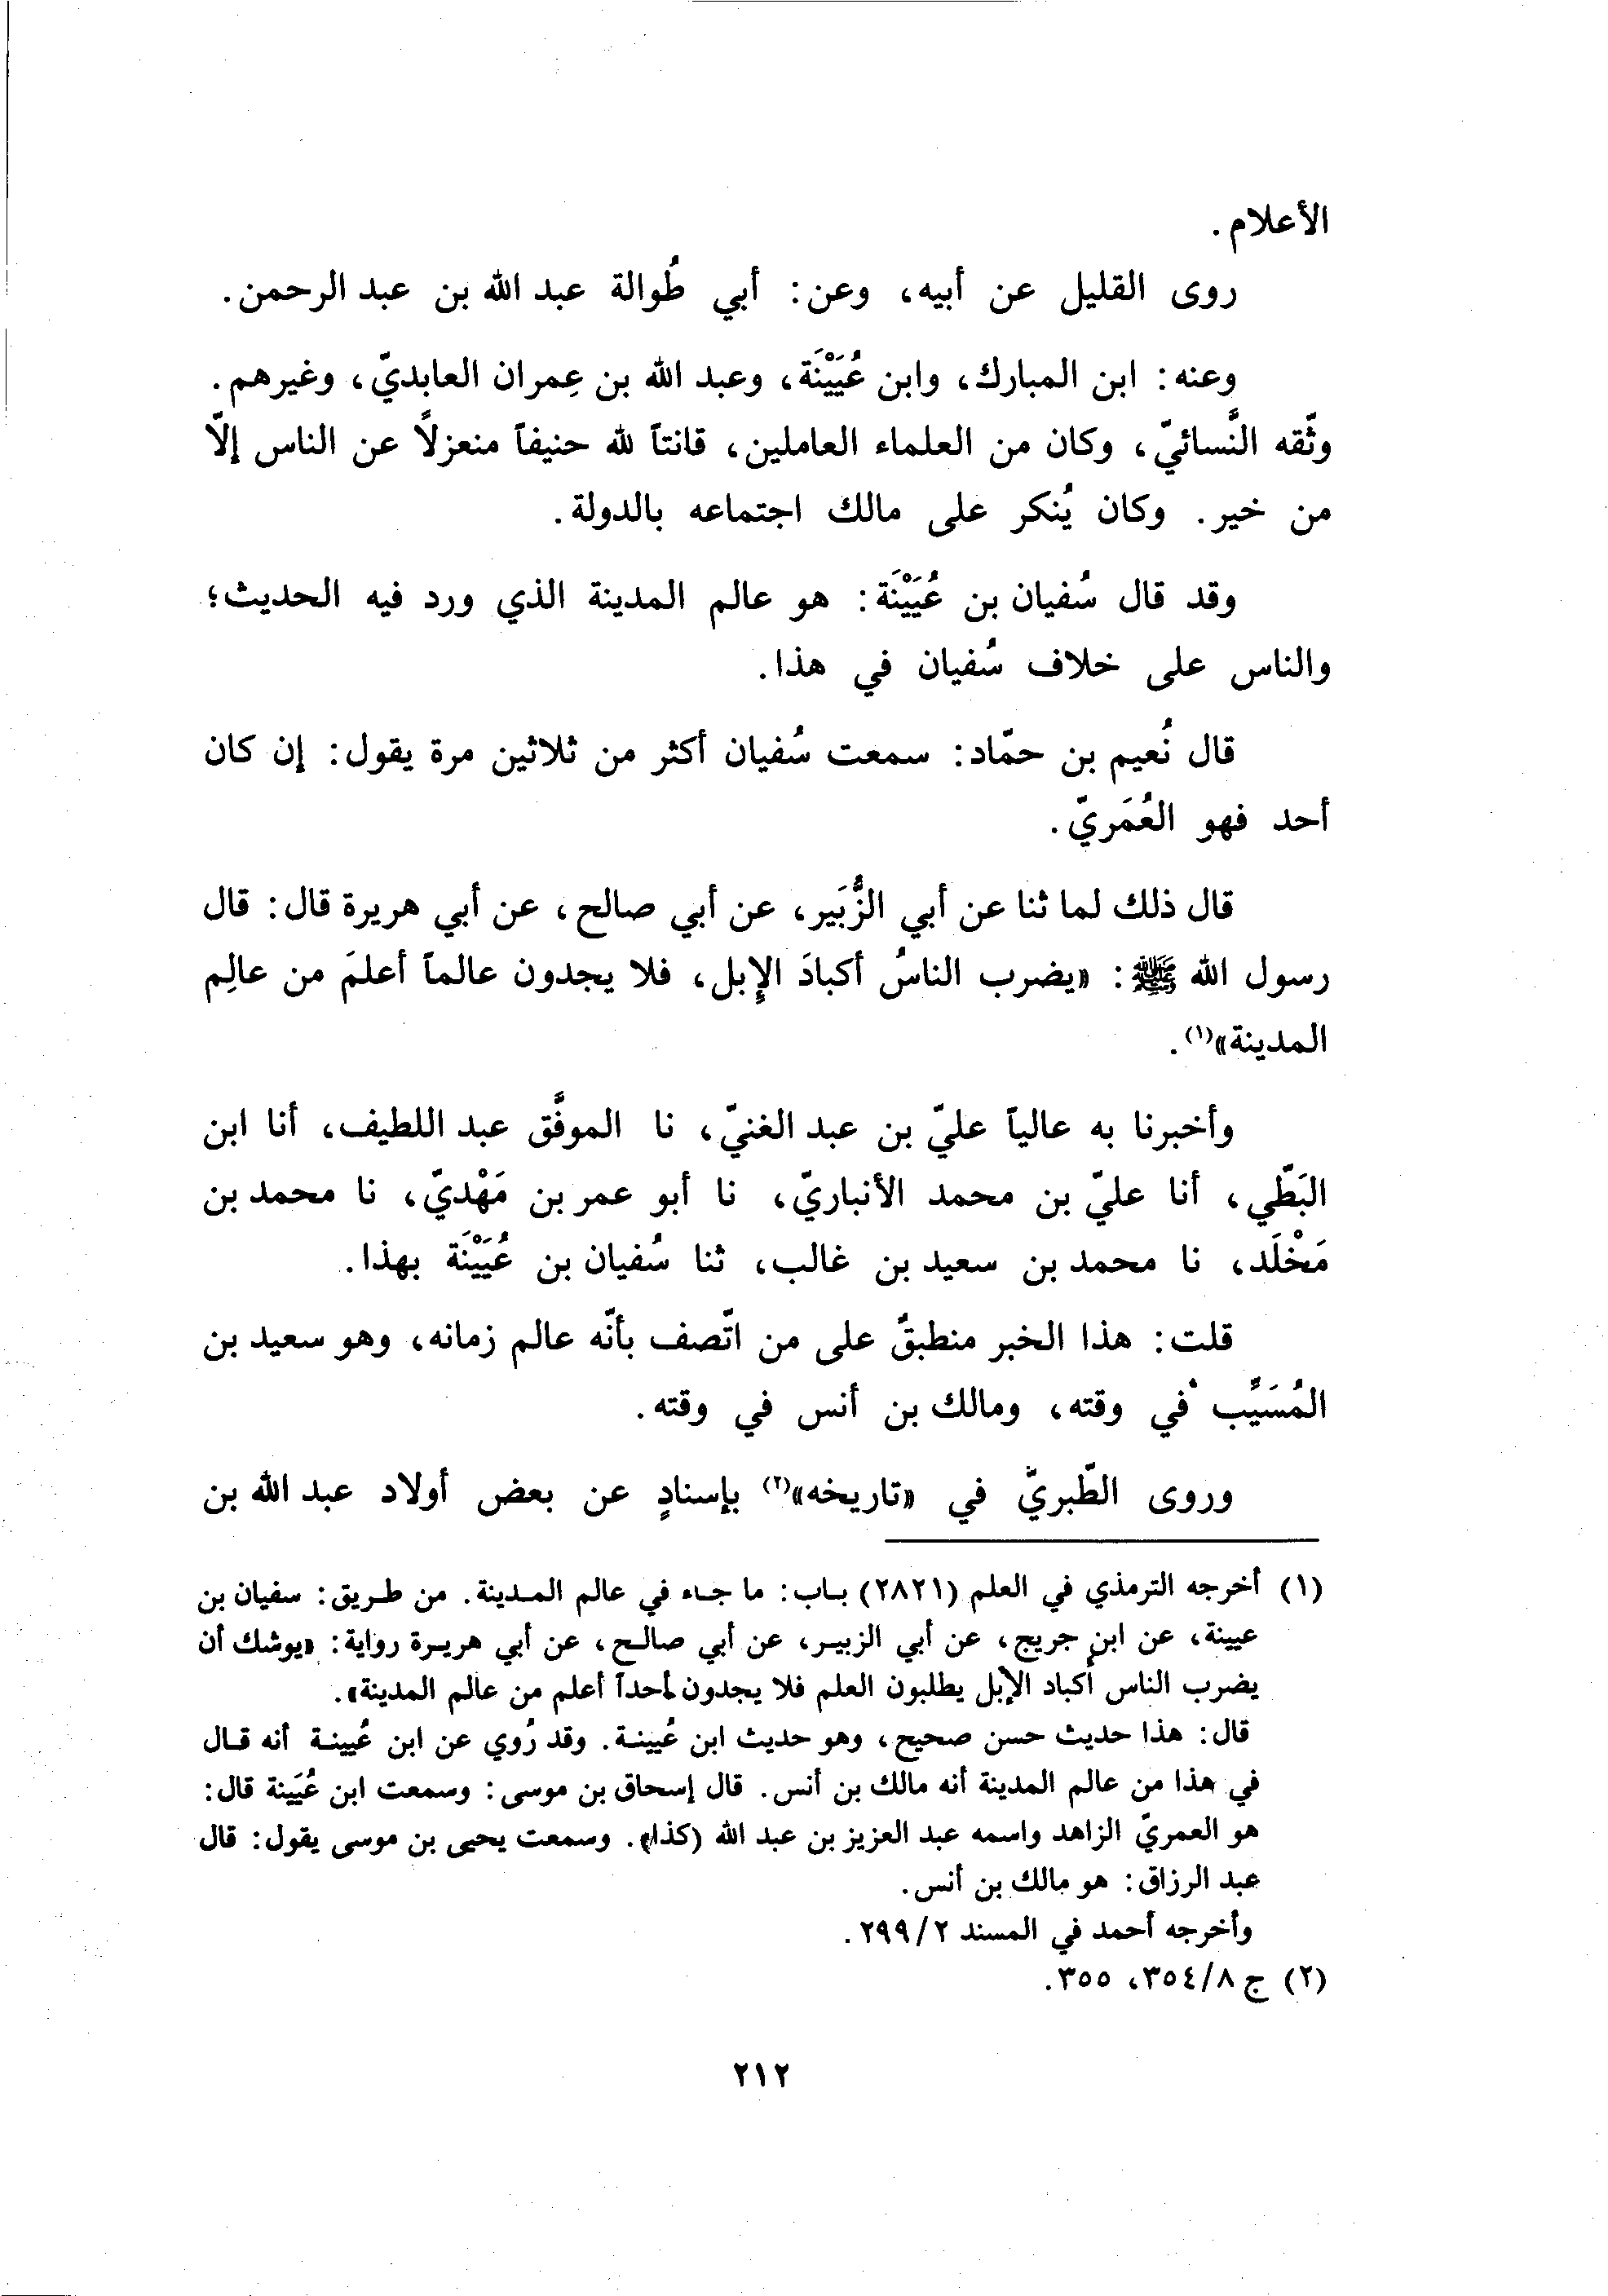 الأعلام.
روى القليل عن أبيه، وعن: أبي طُوالة عبد الله بن عبد الرحمن.
وعنه: ابن المبارك، وابن عُيَيْنَة، وعبد الله بن عِمران العابديّ، وغيرهم.
وثّقه النَّسائيّ، وكان من العلماء العاملين، قانتاً لله حنيفاً منعزلاً عن الناس إلّا
من خير. وكان يُنكر على مالك اجتماعه بالدولة.
وقد قال سُفيان بن عُيَيْنَة: هو عالم المدينة الذي ورد فيه الحديث؛
والناس على خلاف سُفيان في هذا.
قال نُعيم بن حمّاد: سمعت سُفيان أكثر من ثلاثين مرة يقول: إن كان
أحد فهو العُمَريّ.
قال ذلك لما ثنا عن أبي الزُّبَير، عن أبي صالح، عن أبي هريرة قال: قال
رسول الله ﷺ: «يضرب الناسُ أكبادَ الإِبل، فلا يجدون عالماً أعلمَ من عالِم
المدينة»(١).
وأخبرنا به عالياً عليّ بن عبد الغنيّ، نا الموفَّق عبد اللطيف، أنا ابن
البَطّي، أنا عليّ بن محمد الأنباريّ، نا أبو عمر بن مَهْديّ، نا محمد بن
مَخْلَد، نا محمد بن سعيد بن غالب، ثنا سُفيان بن عُيَيْنَة بهذا.
قلت: هذا الخبر منطبقٌ على من اتّصف بأنّه عالم زمانه، وهو سعيد بن
المُسَيِّب في وقته، ومالك بن أنس في وقته.
وروى الطّبريّ في «تاريخه»(٢) بإسنادٍ عن بعض أولاد عبد الله بن
(١) أخرجه الترمذي في العلم (٢٨٢١) باب: ما جاء في عالم المدينة. من طريق: سفيان بن
عيينة، عن ابن جريج، عن أبي الزبير، عن أبي صالح، عن أبي هريرة رواية: «يوشك أن
يضرب الناس أكباد الإبل يطلبون العلم فلا يجدون أحداً أعلم من عالم المدينة».
قال: هذا حديث حسن صحيح، وهو حديث ابن عُيينة. وقد رُوي عن ابن عُيينة أنه قال
في هذا من عالم المدينة أنه مالك بن أنس. قال إسحاق بن موسى: وسمعت ابن عُيَينة قال:
هو العمريّ الزاهد واسمه عبد العزيز بن عبد الله (كذا). وسمعت يحيى بن موسى يقول: قال
عبد الرزاق: هو مالك بن أنس.
وأخرجه أحمد في المسند ٢/٢٩٩.
(٢) ج ٨/٣٥٤، ٣٥٥.
٢١٢